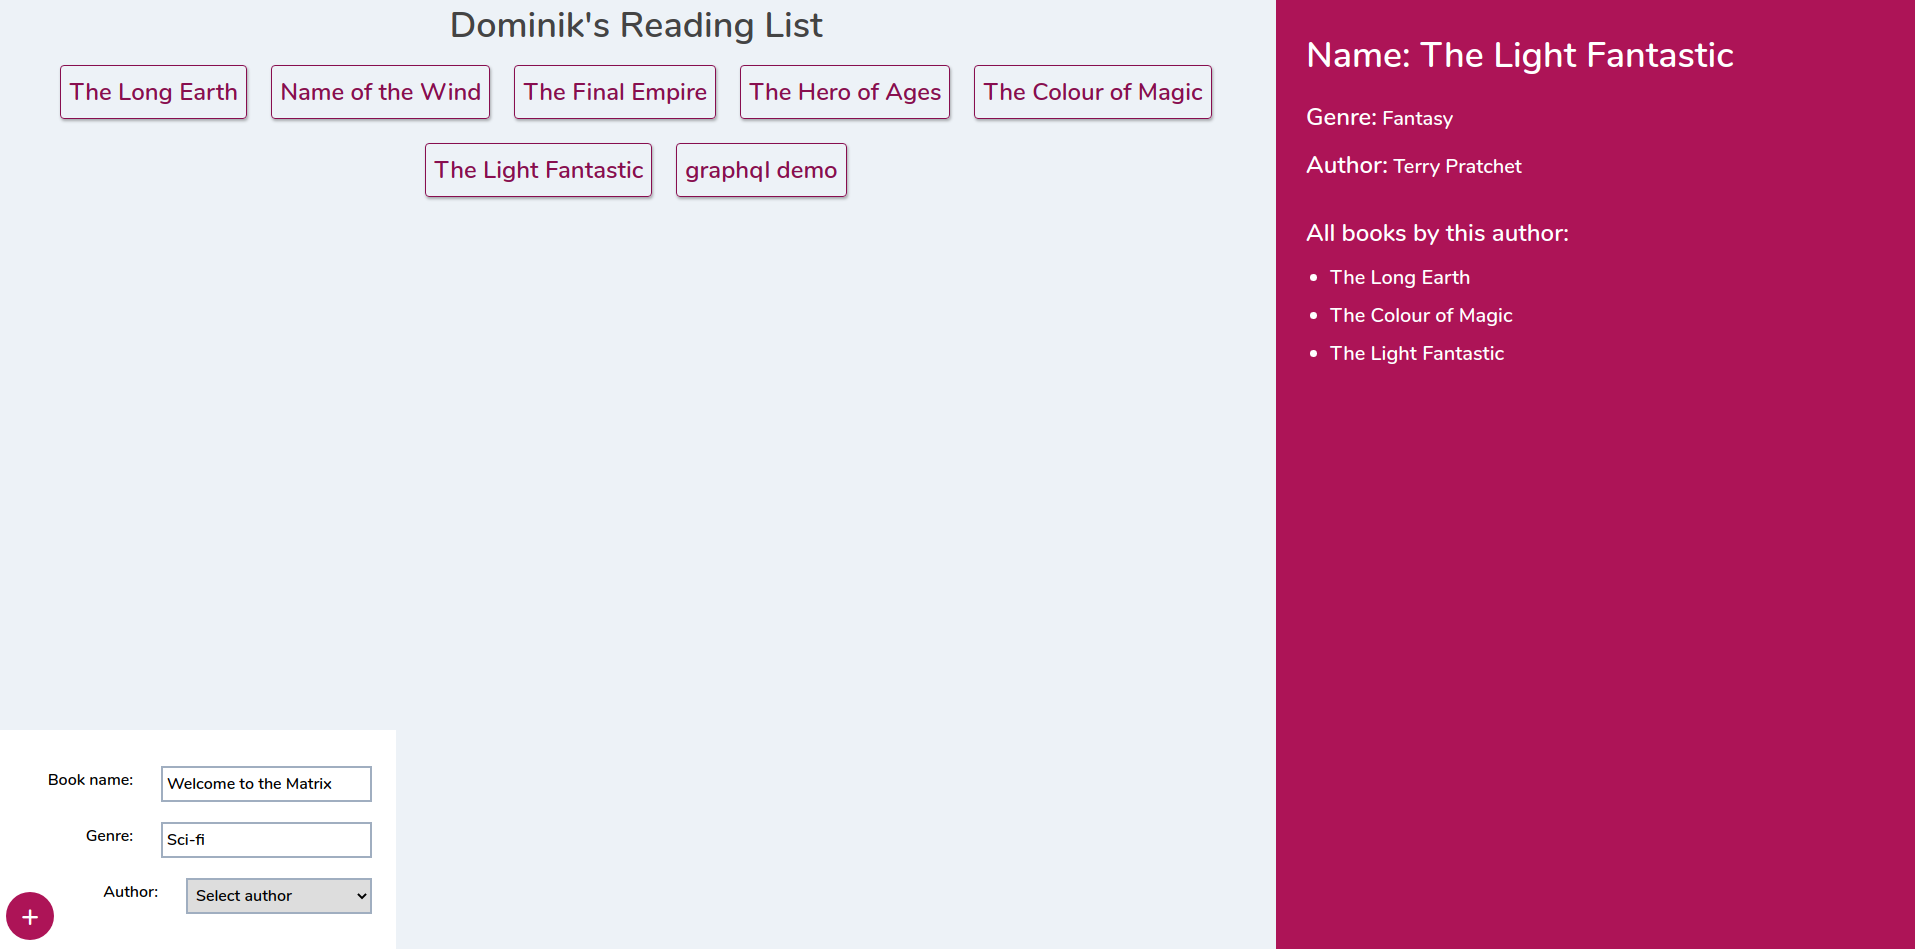 Dominik's Reading List
The Long Earth
Name of the Wind
The Final Empire
The Hero of Ages
The Colour of Magic
The Light Fantastic
graphql demo
Book name:
Welcome to the Matrix
Genre:
Sci-fi
Author:
Select author
+
Name: The Light Fantastic
Genre: Fantasy
Author: Terry Pratchet
All books by this author:
• The Long Earth
• The Colour of Magic
• The Light Fantastic